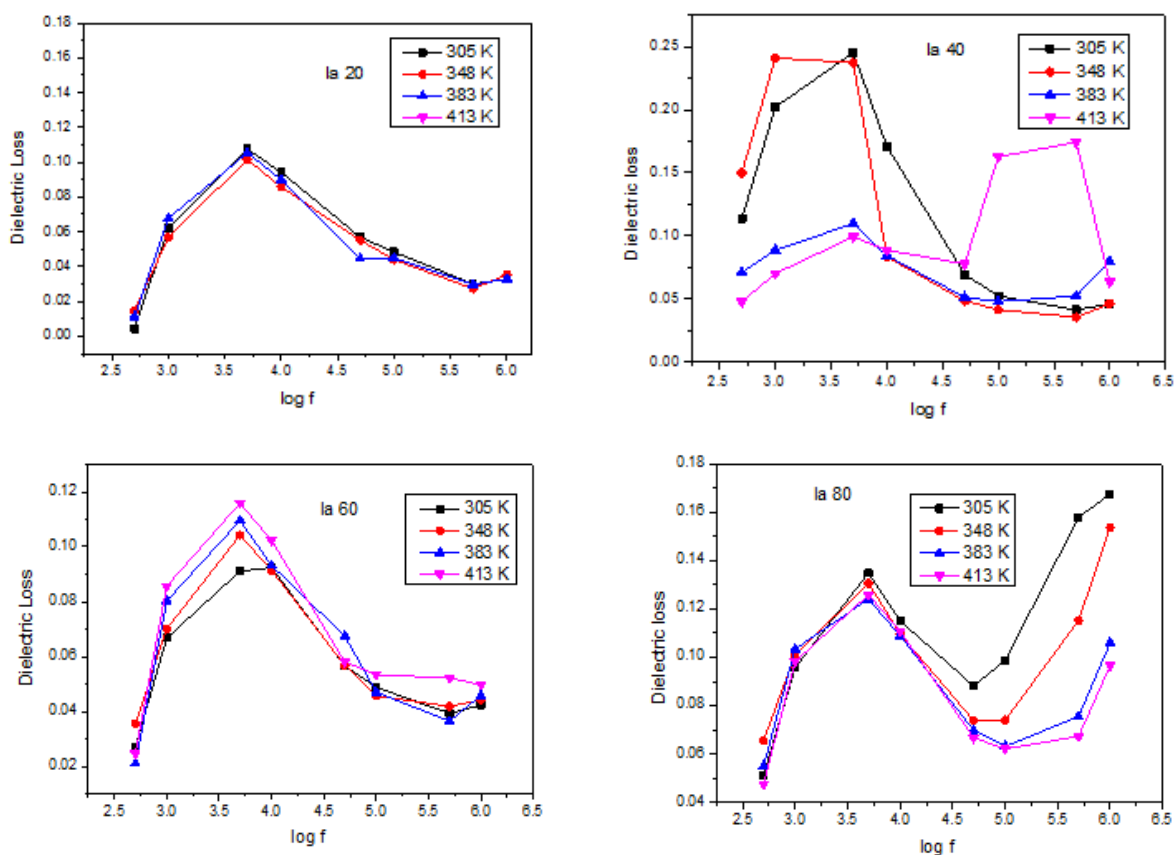 Dielectric Loss
0.18
0.16
0.14
0.12
0.10
0.08
0.06
0.04
0.02
0.00
la 20
305 K
348 K
383 K
413 K
2.5 3.0 3.5 4.0 4.5 5.0 5.5 6.0
log f
Dielectric loss
0.25
0.20
0.15
0.10
0.05
0.00
la 40
305 K
348 K
383 K
413 K
2.5 3.0 3.5 4.0 4.5 5.0 5.5 6.0 6.5
log f
Dielectric Loss
0.12
0.10
0.08
0.06
0.04
0.02
la 60
305 K
348 K
383 K
413 K
2.5 3.0 3.5 4.0 4.5 5.0 5.5 6.0 6.5
log f
Dielectric loss
0.18
0.16
0.14
0.12
0.10
0.08
0.06
0.04
la 80
305 K
348 K
383 K
413 K
2.5 3.0 3.5 4.0 4.5 5.0 5.5 6.0 6.5
log f